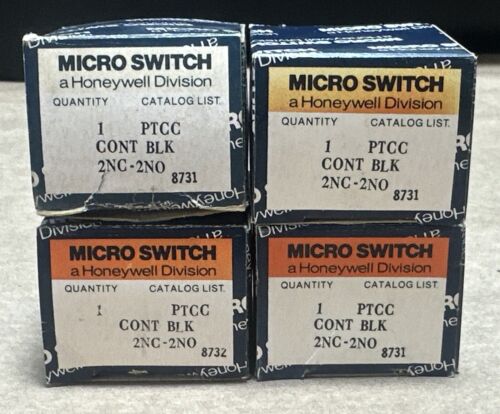 MICRO SWITCH
a Honeywell Division
QUANTITY CATALOG LIST
1 PTCC
CONT BLK
2NC-2NO
8731
MICRO SWITCH
a Honeywell Division
QUANTITY CATALOG LIST
1 PTCC
CONT BLK
2NC-2NO
8731
MICRO SWITCH
a Honeywell Division
QUANTITY CATALOG LIST
1 PTCC
CONT BLK
2NC-2NO
8732
MICRO SWITCH
a Honeywell Division
QUANTITY CATALOG LIST
1 PTCC
CONT BLK
2NC-2NO
8731